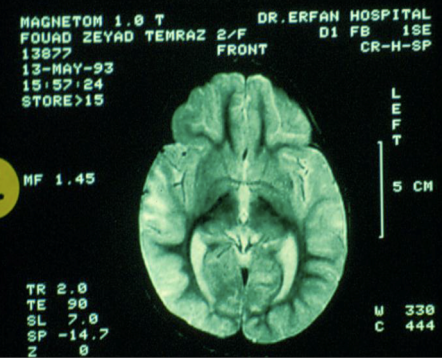 MAGNETOM 1.0 T
FOUAD ZEYAD TEMRAZ 2/F
13877
13-MAY-93
15:57:24
STORE>15
DR.ERFAN HOSPITAL
D1 FB 1SE
FRONT
CR-H-SP
LEFT
5 CM
MF 1.45
TR 2.0
TE 90
SL 7.0
SP -14.7
Z 0
W 330
C 444